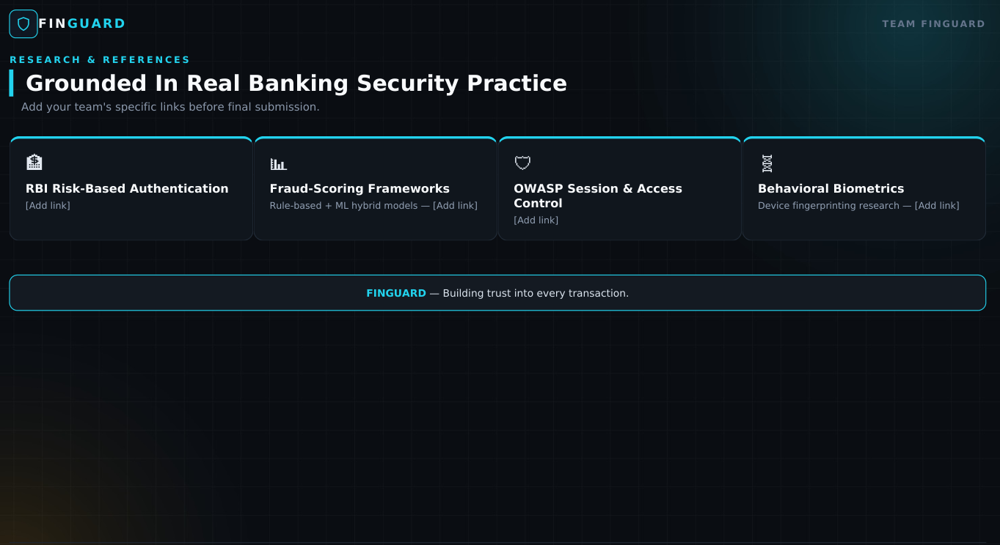 FINGUARD
TEAM FINGUARD
RESEARCH & REFERENCES
Grounded In Real Banking Security Practice
Add your team's specific links before final submission.
RBI Risk-Based Authentication
[Add link]
Fraud-Scoring Frameworks
Rule-based + ML hybrid models — [Add link]
OWASP Session & Access
Control
[Add link]
Behavioral Biometrics
Device fingerprinting research — [Add link]
FINGUARD — Building trust into every transaction.